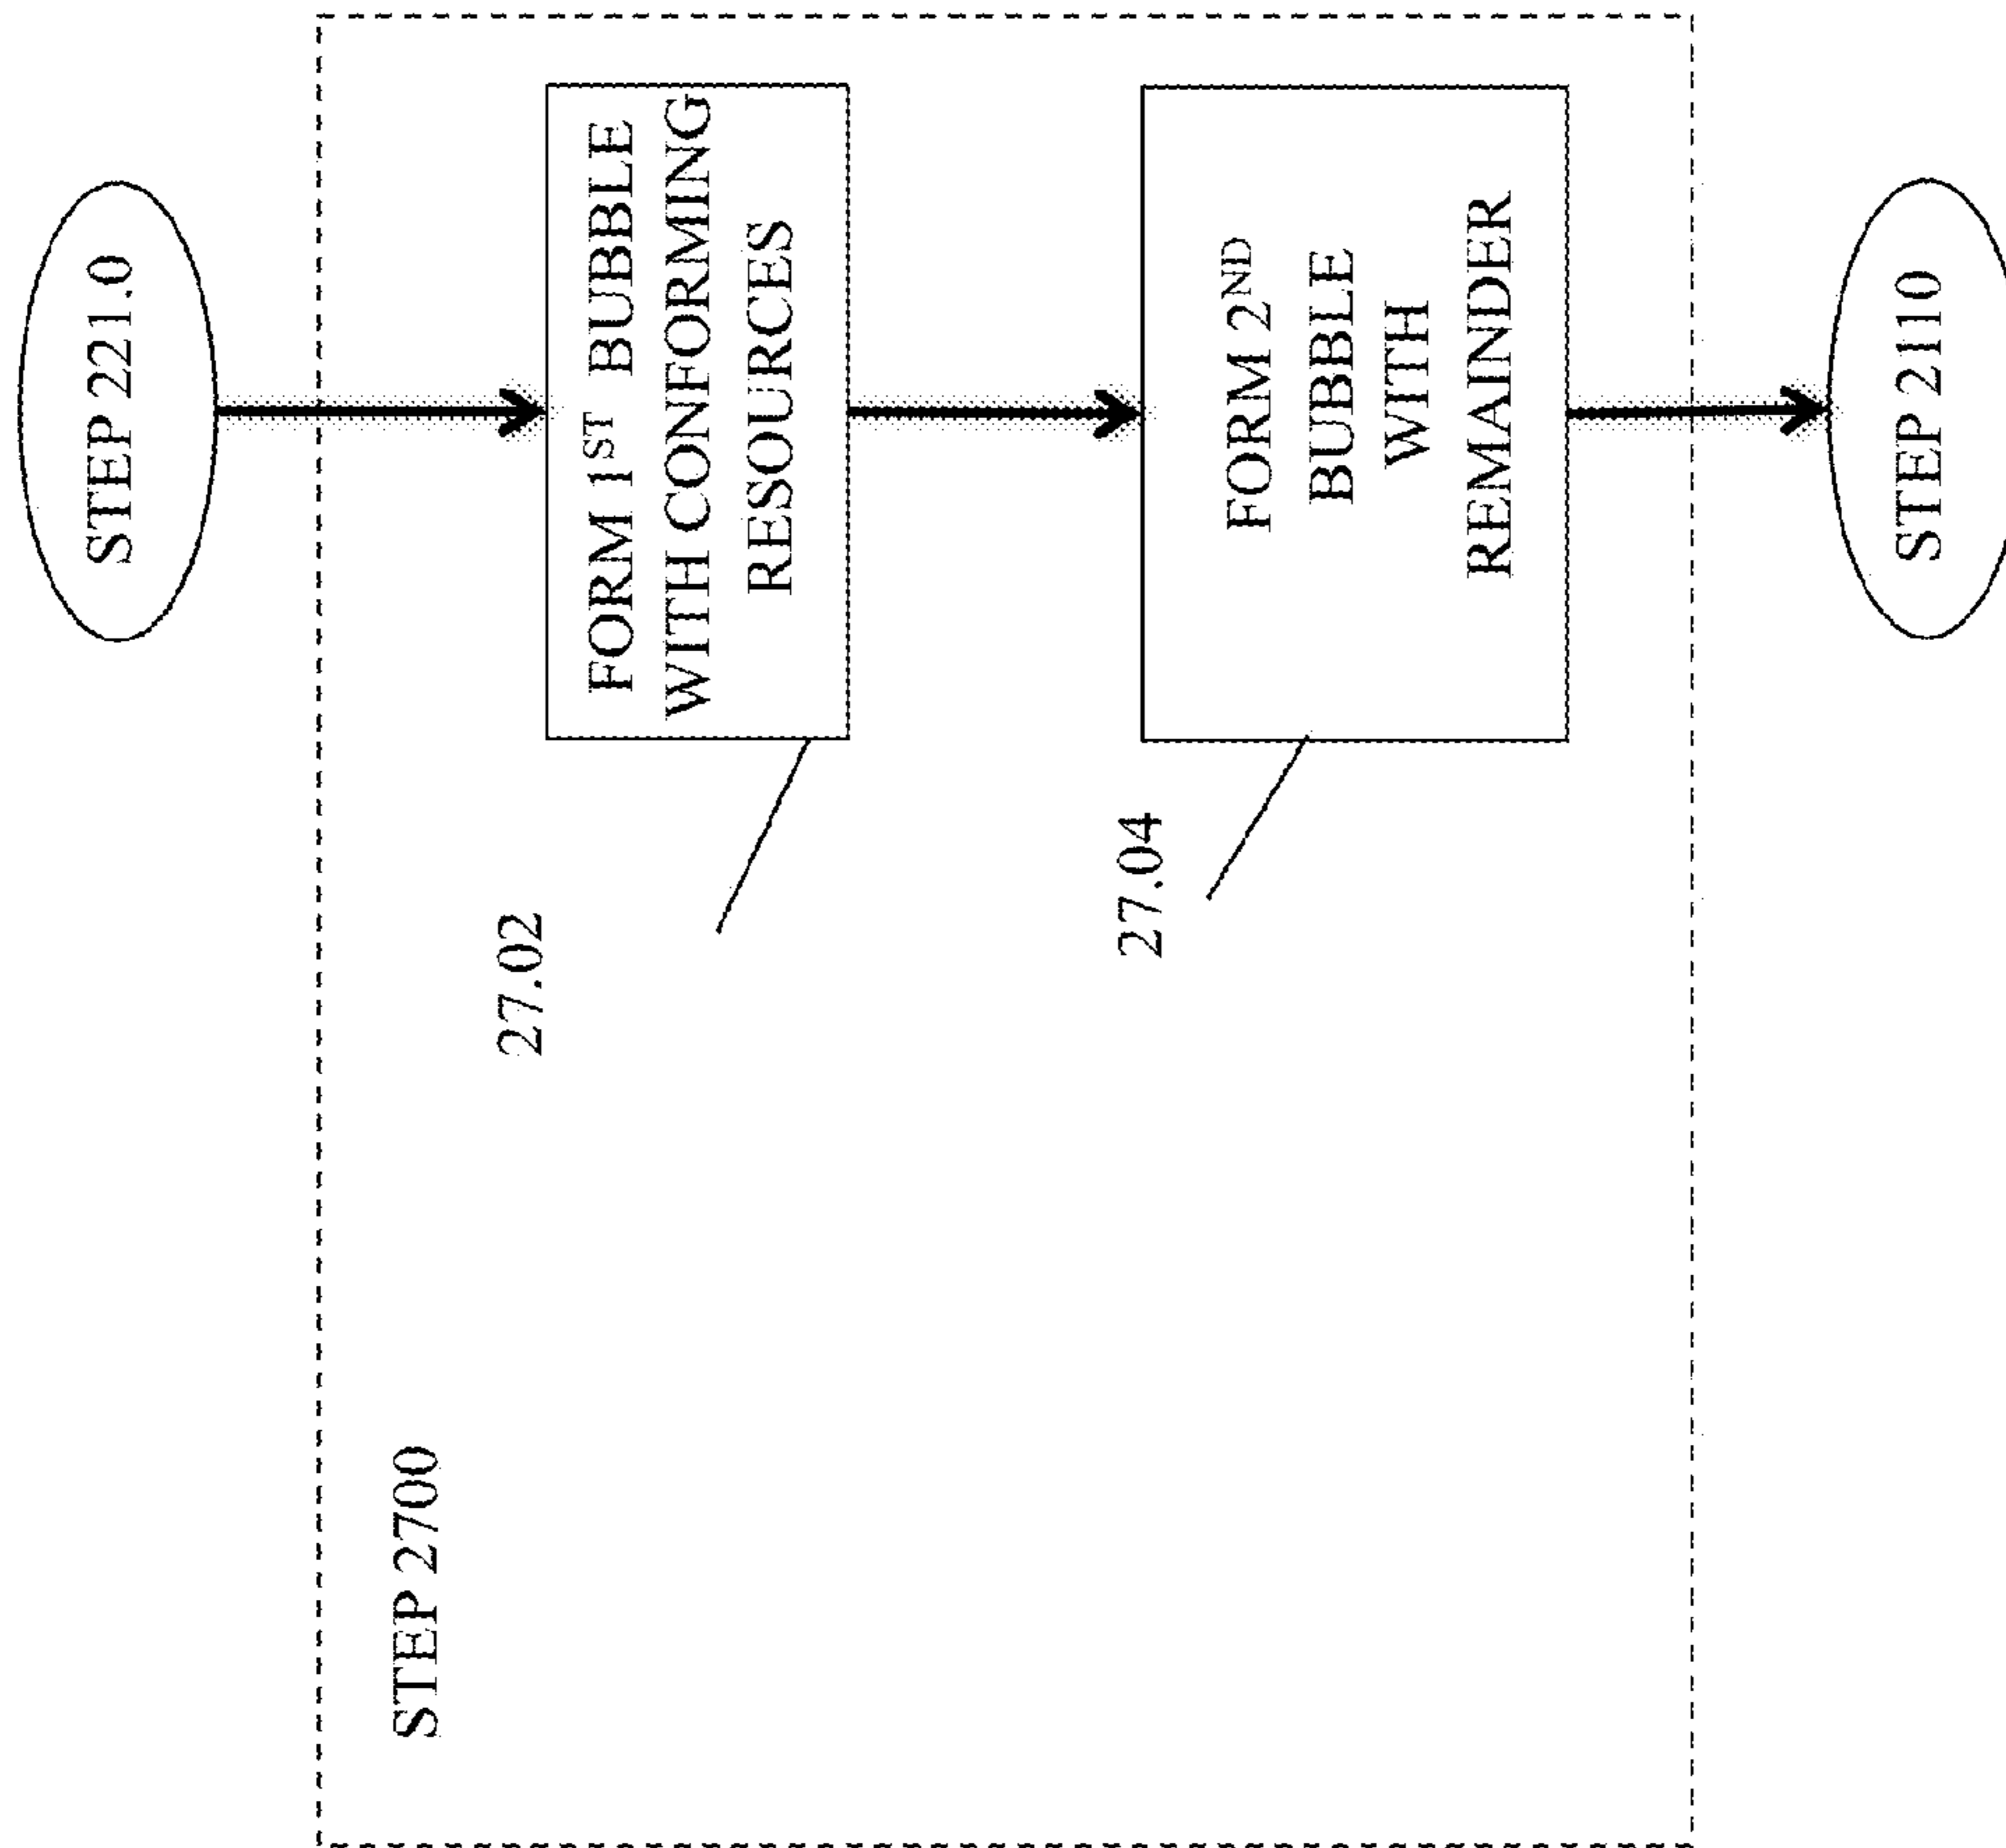 STEP 2221.0
STEP 2700
27.02
FORM 1ST BUBBLE
WITH CONFORMING
RESOURCES
27.04
FORM 2ND
BUBBLE
WITH
REMAINDER
STEP 2110